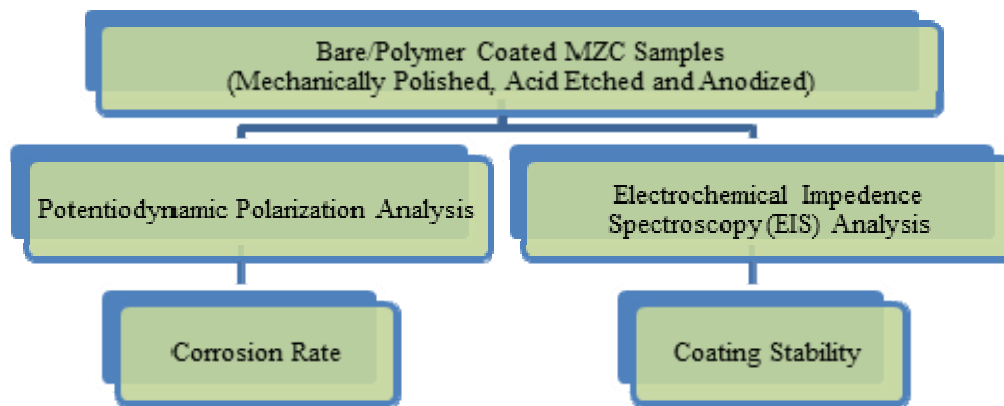 Bare/Polymer Coated MZC Samples
(Mechanically Polished, Acid Etched and Anodized)
Potentiodynamic Polarization Analysis
Electrochemical Impedence
Spectroscopy (EIS) Analysis
Corrosion Rate
Coating Stability